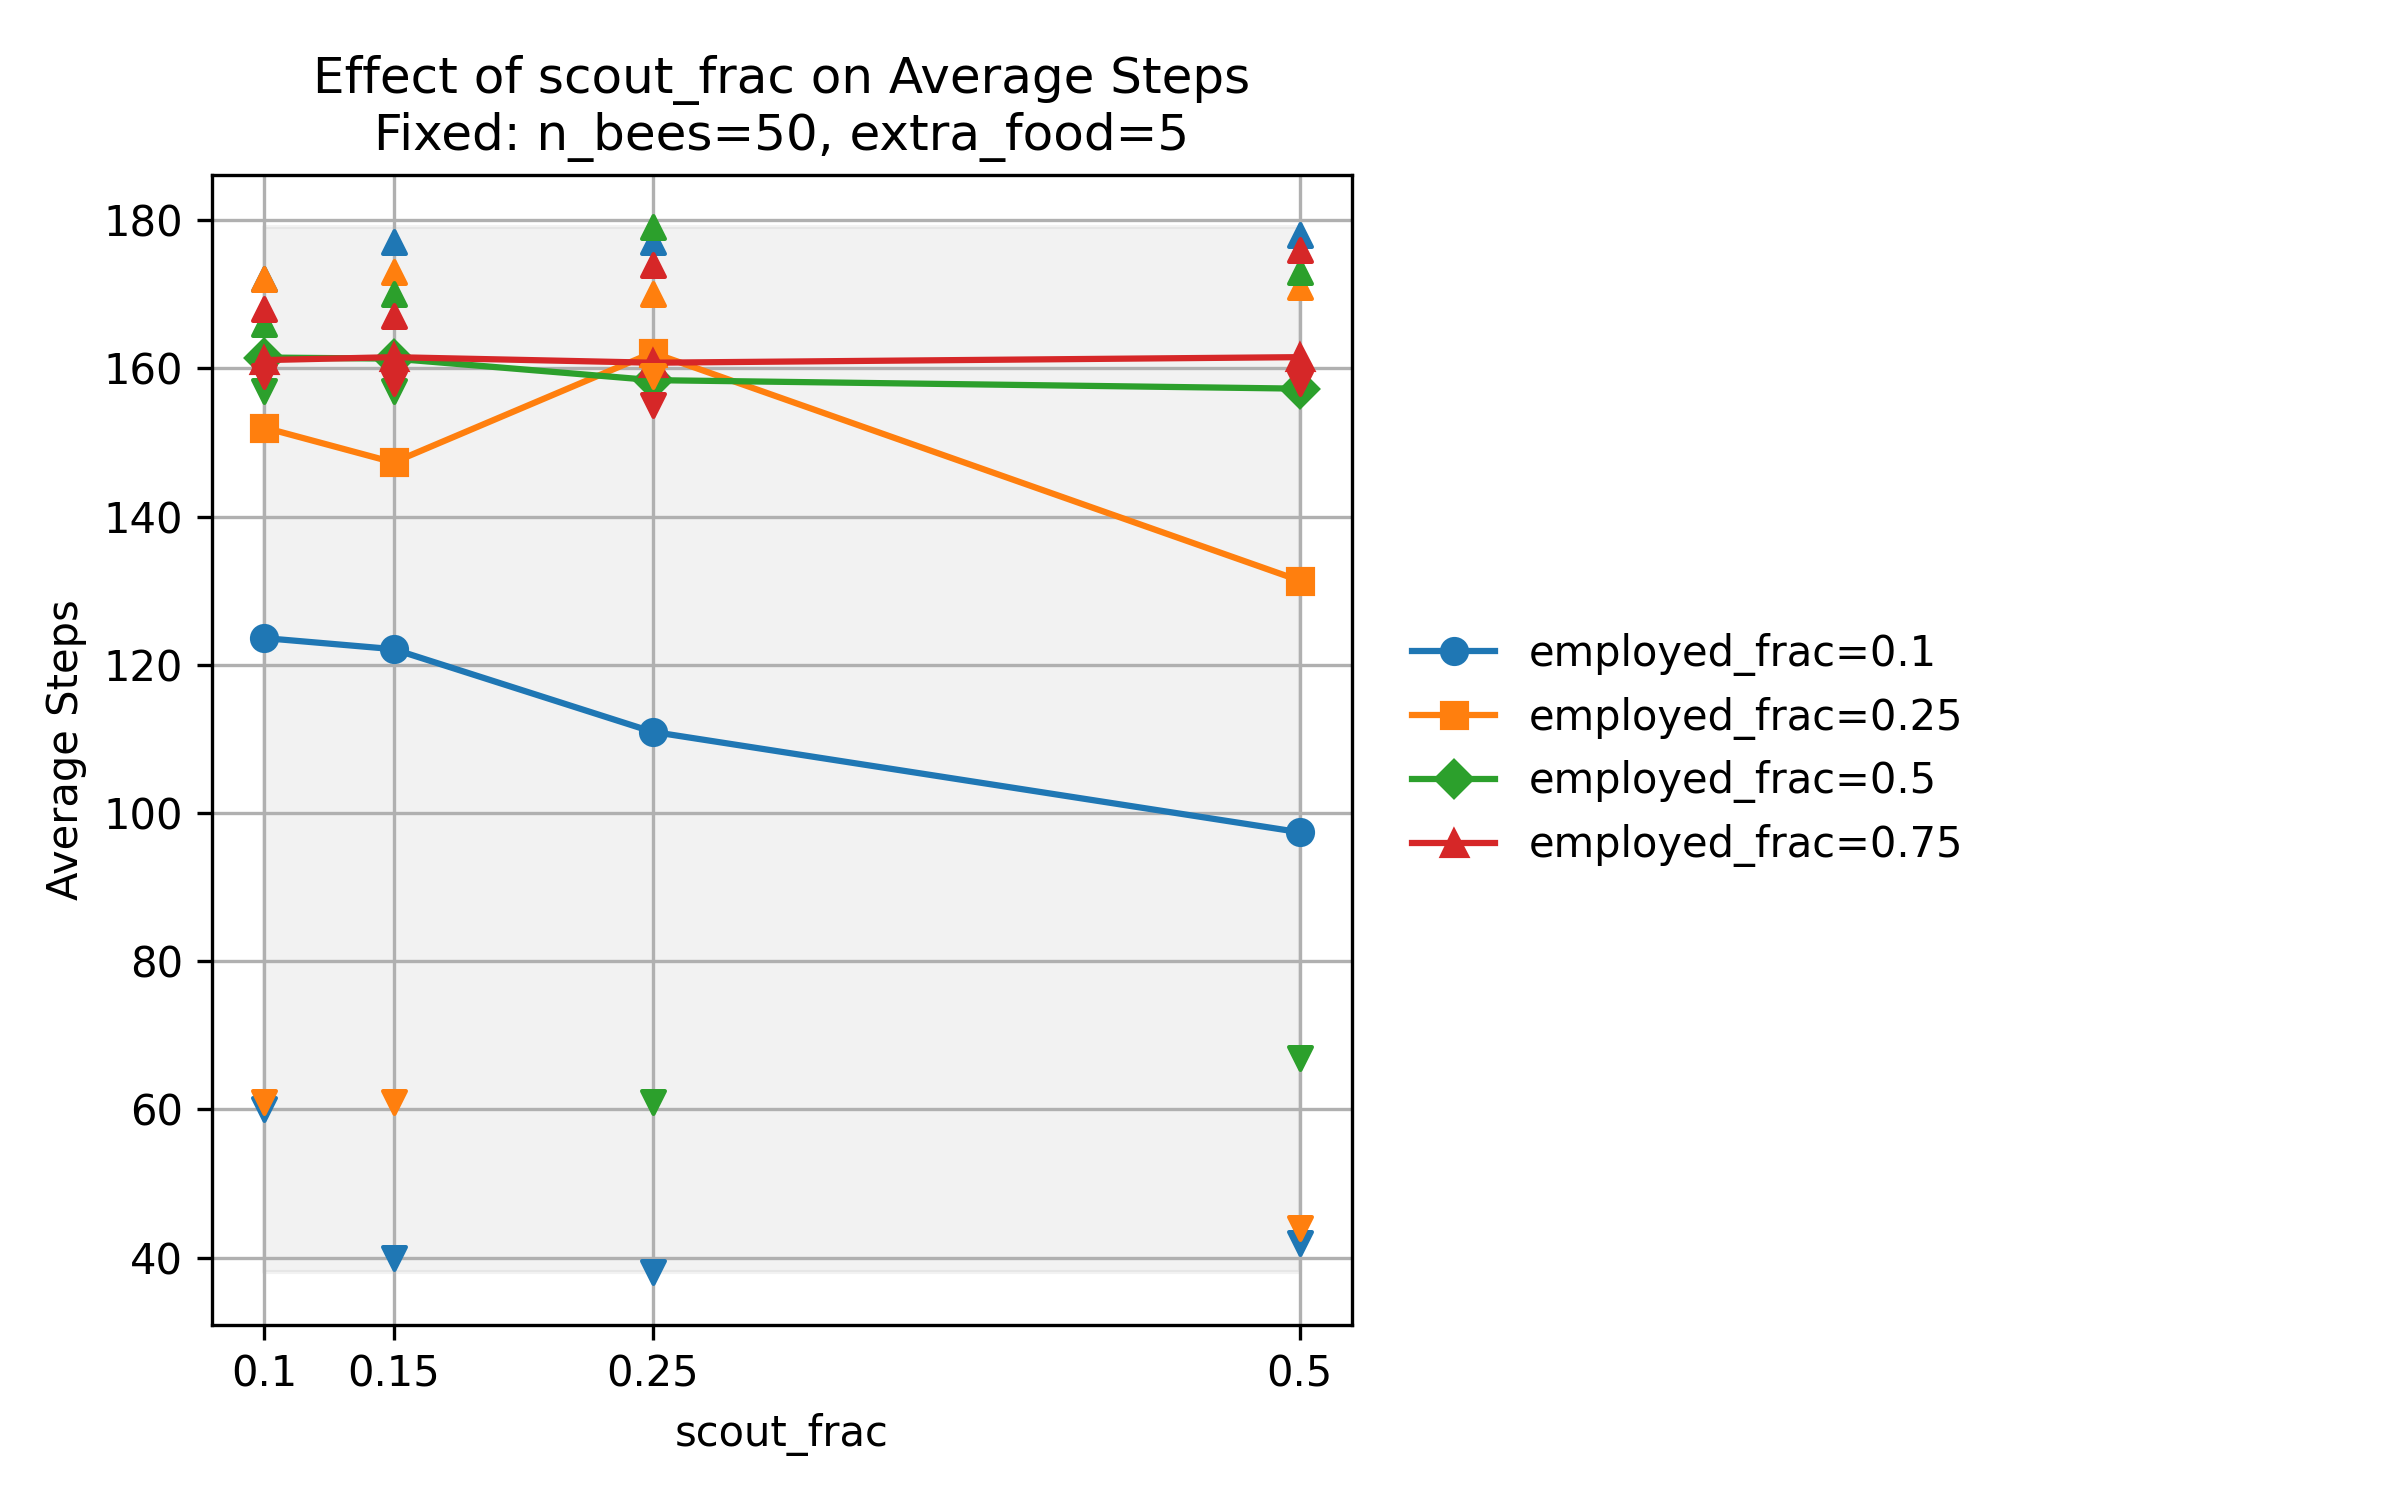 Effect of scout_frac on Average Steps
Fixed: n_bees=50, extra_food=5
Average Steps
180
160
140
120
100
80
60
40
0.1 0.15 0.25 0.5
scout_frac
employed_frac=0.1
employed_frac=0.25
employed_frac=0.5
employed_frac=0.75